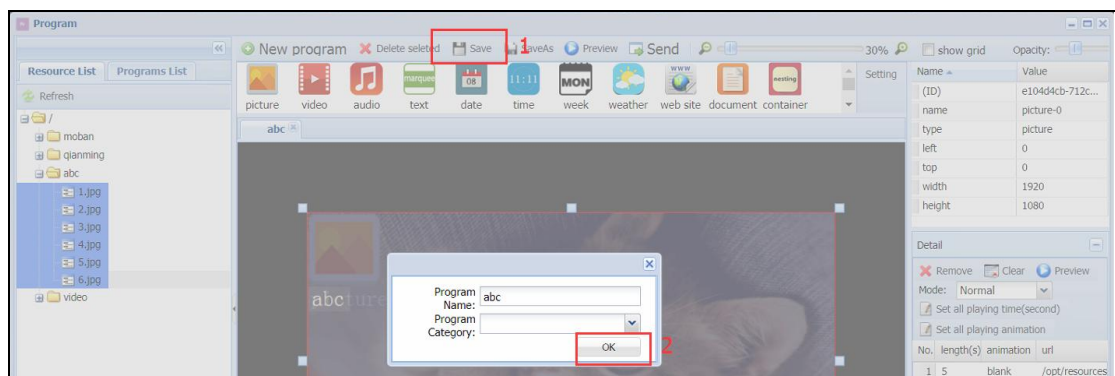 Program
New program Delete seleted Save 1 SaveAs Preview Send 30% show grid Opacity:
Resource List Programs List
Refresh
/
moban
qianming
abc
1.jpg
2.jpg
3.jpg
4.jpg
5.jpg
6.jpg
video
marquee 08 11:11 MON www nesting
picture video audio text date time week weather web site document container
Setting
abc
abcture
Program Name: abc
Program Category:
OK 2
Name Value
(ID) e104d4cb-712c...
name picture-0
type picture
left 0
top 0
width 1920
height 1080
Detail
Remove Clear Preview
Mode: Normal
Set all playing time(second)
Set all playing animation
No. length(s) animation url
1 5 blank /opt/resources